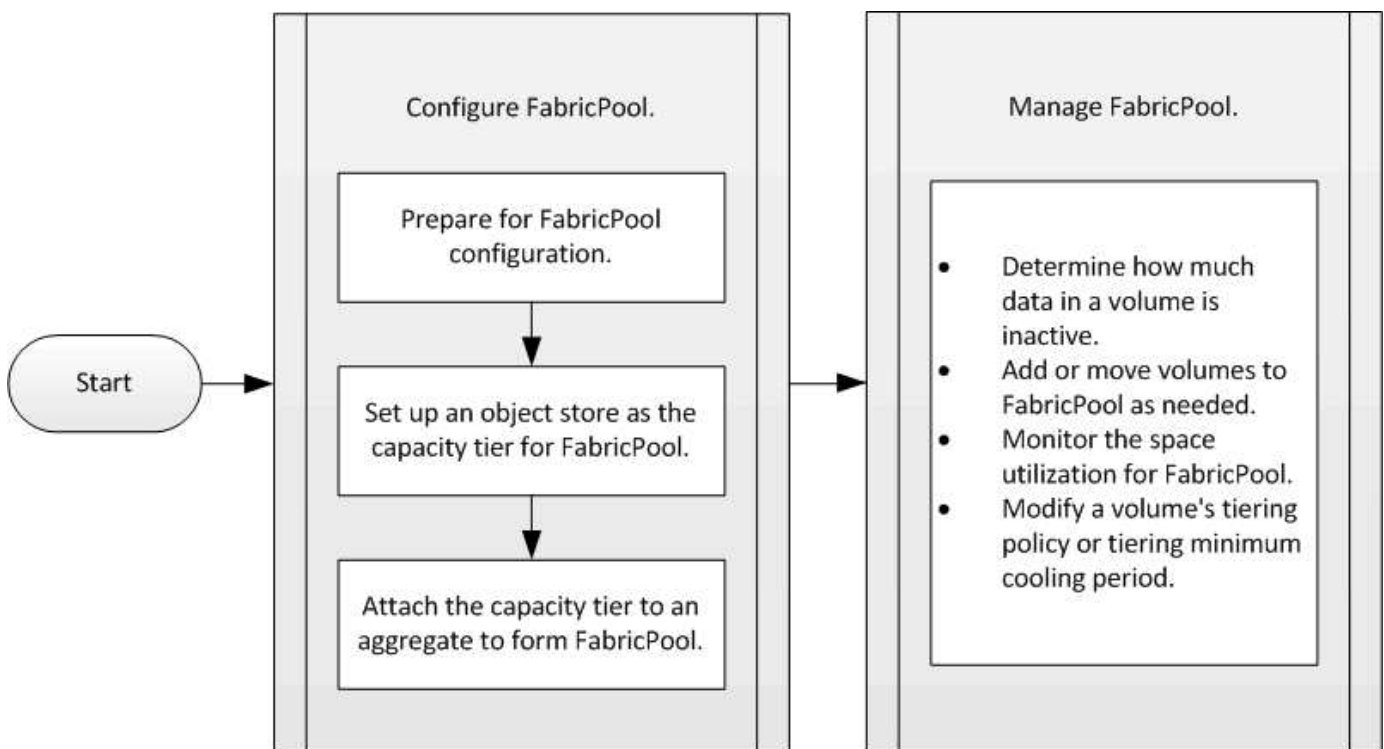 Start
Configure FabricPool.
Prepare for FabricPool
configuration.
Set up an object store as the
capacity tier for FabricPool.
Attach the capacity tier to an
aggregate to form FabricPool.
Manage FabricPool.
• Determine how much
data in a volume is
inactive.
• Add or move volumes to
FabricPool as needed.
• Monitor the space
utilization for FabricPool.
• Modify a volume's tiering
policy or tiering minimum
cooling period.